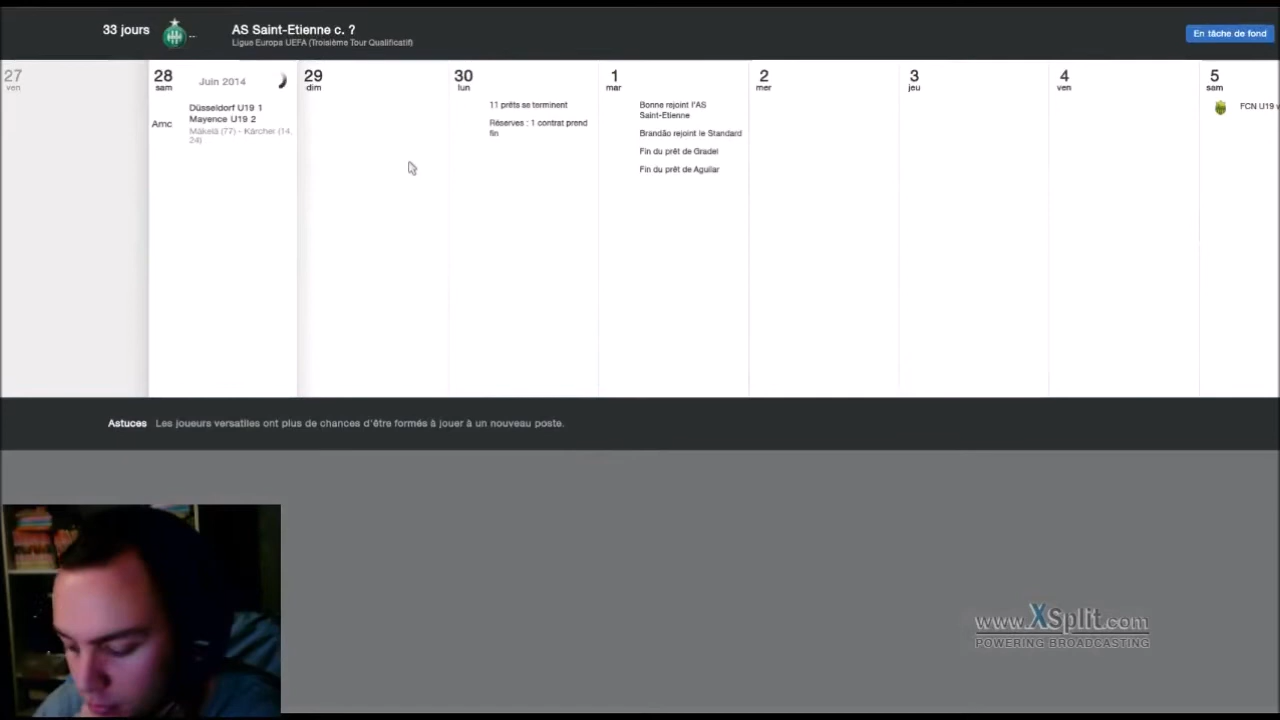 33 jours
AS Saint-Etienne c. ?
Ligue Europa UEFA (Troisième Tour Qualificatif)
En tâche de fond
27
ven
28
sam
Juin 2014
29
dim
30
lun
1
mar
2
mer
3
jeu
4
ven
5
sam
Düsseldorf U19 1
Mayence U19 2
Amc
Mäkelä (77) - Kärcher (14,
24)
11 prêts se terminent
Réserves : 1 contrat prend
fin
Bonne rejoint l'AS
Saint-Etienne
Brandão rejoint le Standard
Fin du prêt de Gradel
Fin du prêt de Aguilar
FCN U19 v
Astuces Les joueurs versatiles ont plus de chances d'être formés à jouer à un nouveau poste.
www.XSplit.com
POWERING BROADCASTING